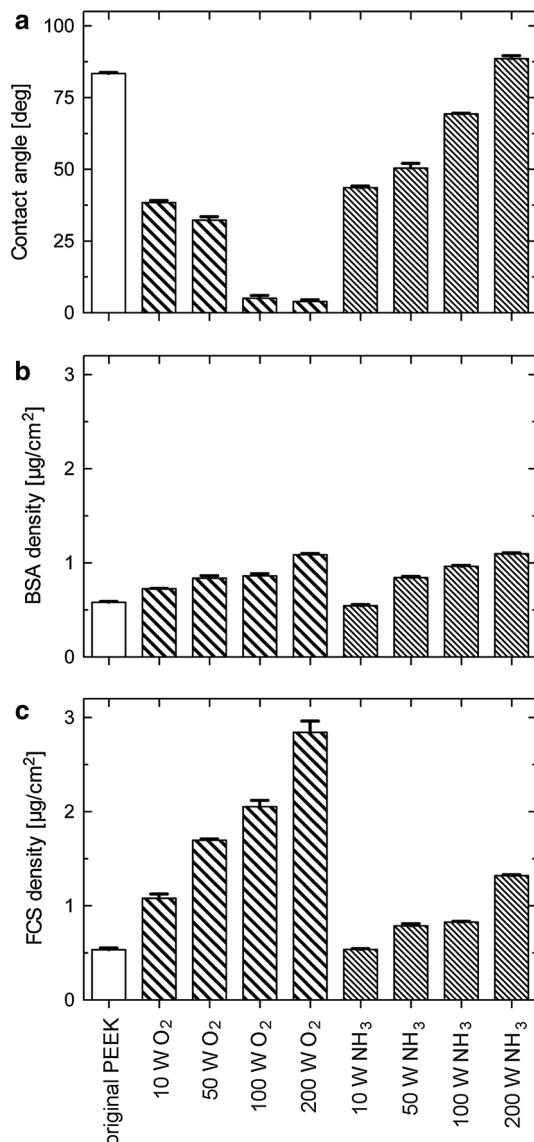 a
100
75
50
25
0
Contact angle [deg]
b
3
2
1
0
BSA density [µg/cm²]
c
3
2
1
0
FCS density [µg/cm²]
original PEEK
10 W O₂
50 W O₂
100 W O₂
200 W O₂
10 W NH₃
50 W NH₃
100 W NH₃
200 W NH₃